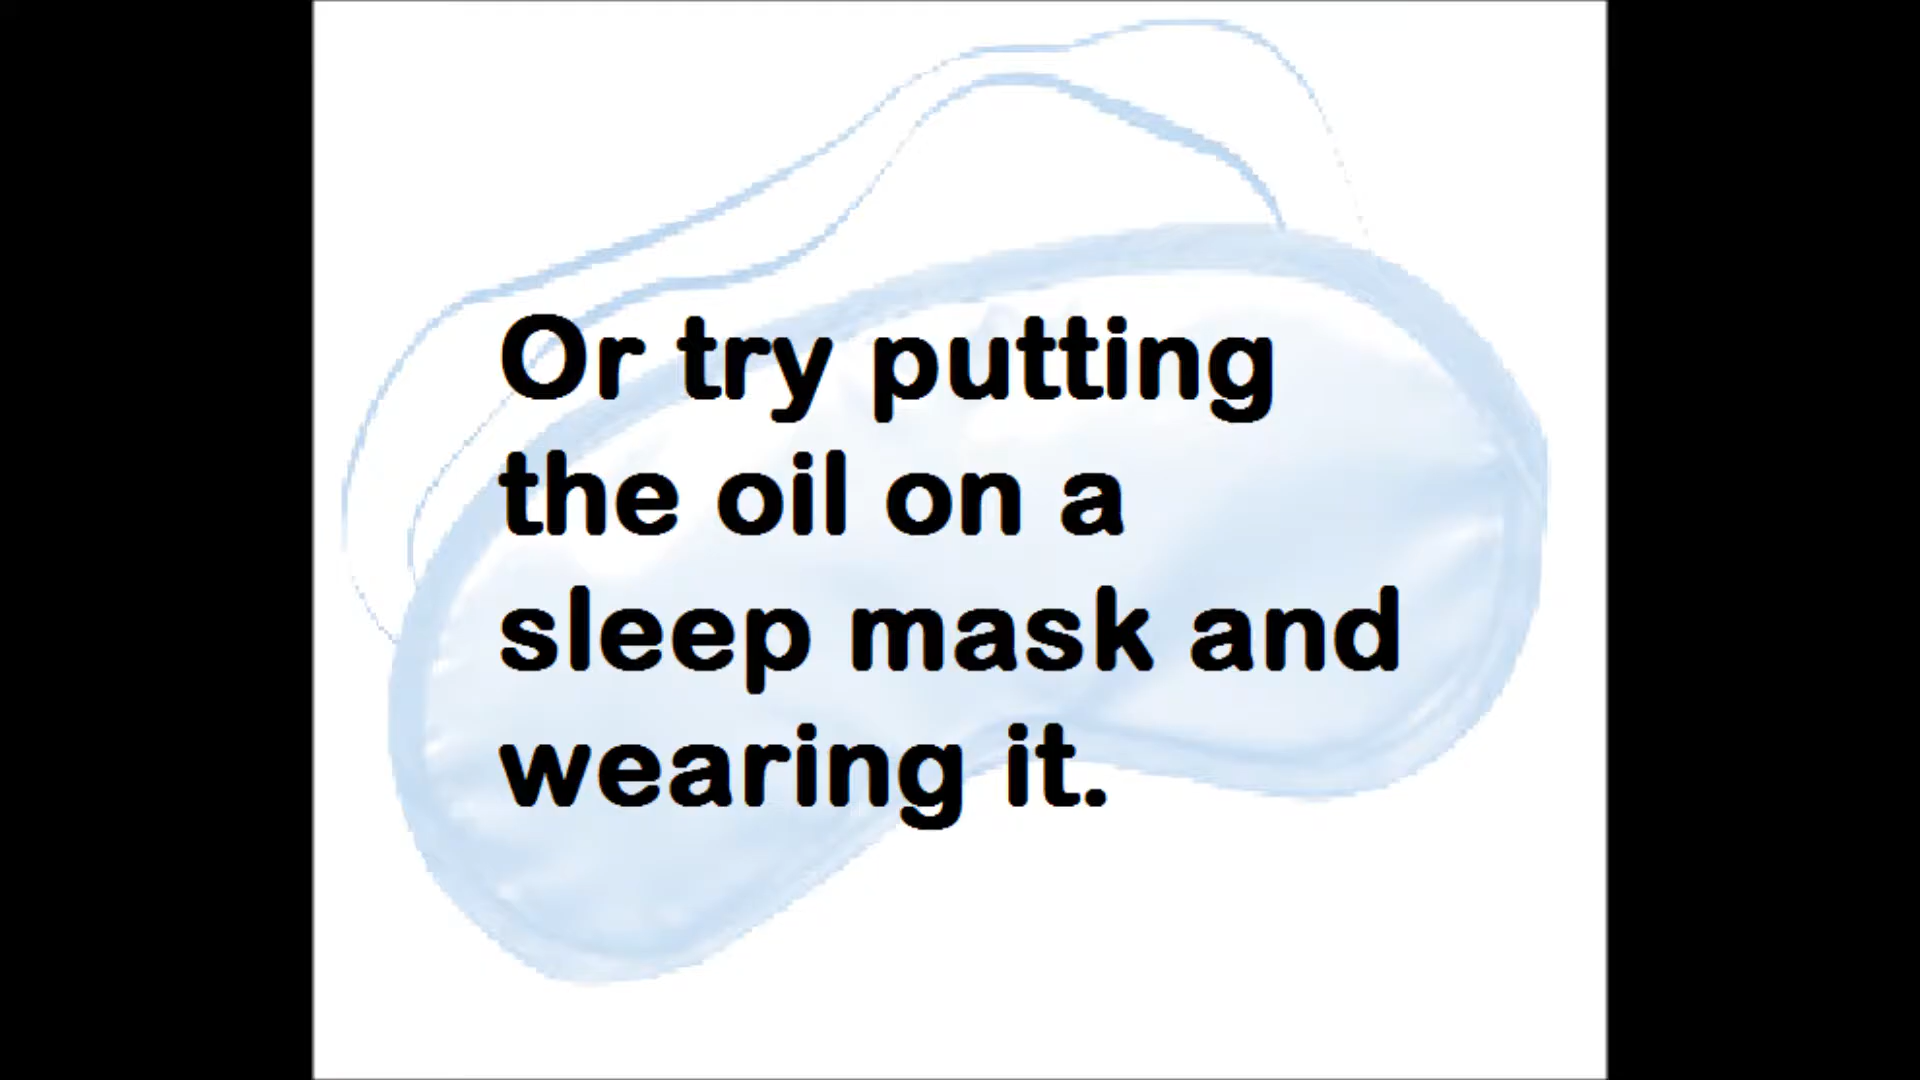 Or try putting
the oil on a
sleep mask and
wearing it.